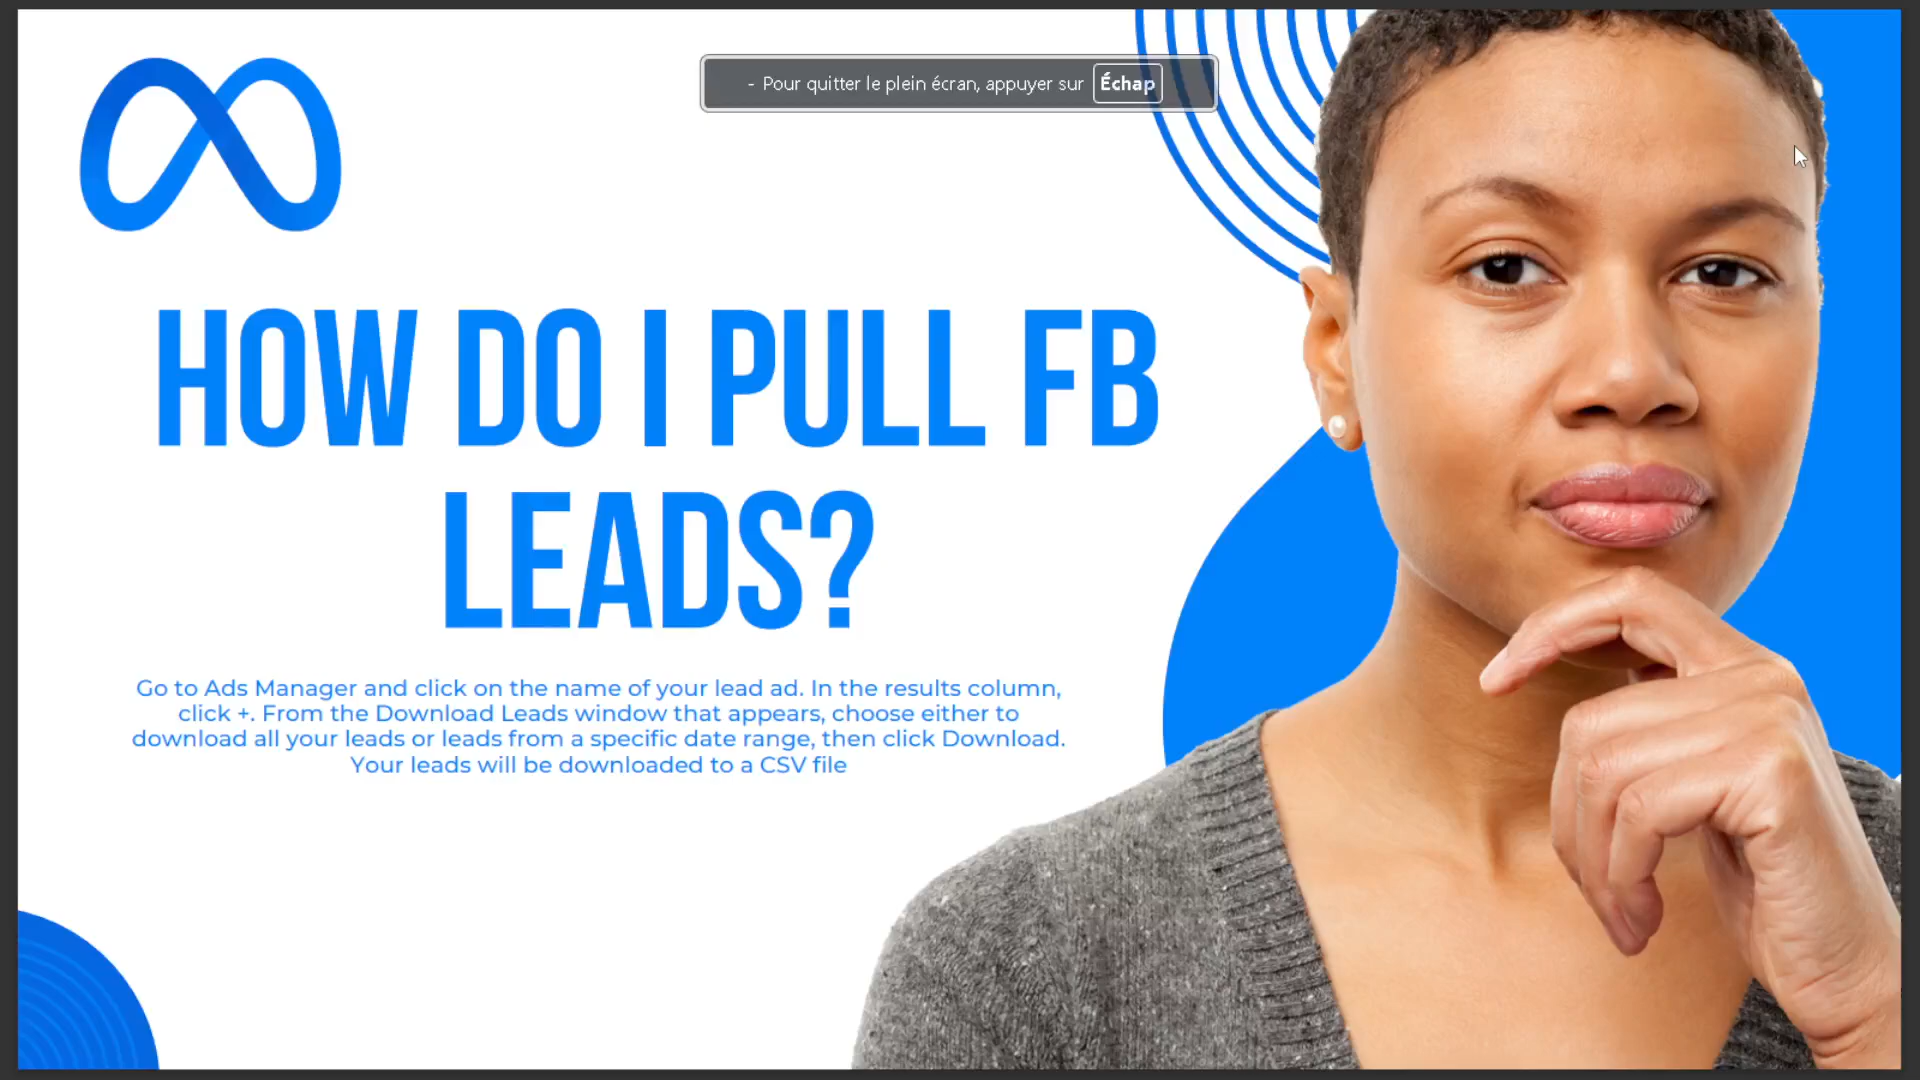 - Pour quitter le plein écran, appuyer sur Échap
HOW DO I PULL FB
LEADS?
Go to Ads Manager and click on the name of your lead ad. In the results column,
click +. From the Download Leads window that appears, choose either to
download all your leads or leads from a specific date range, then click Download.
Your leads will be downloaded to a CSV file